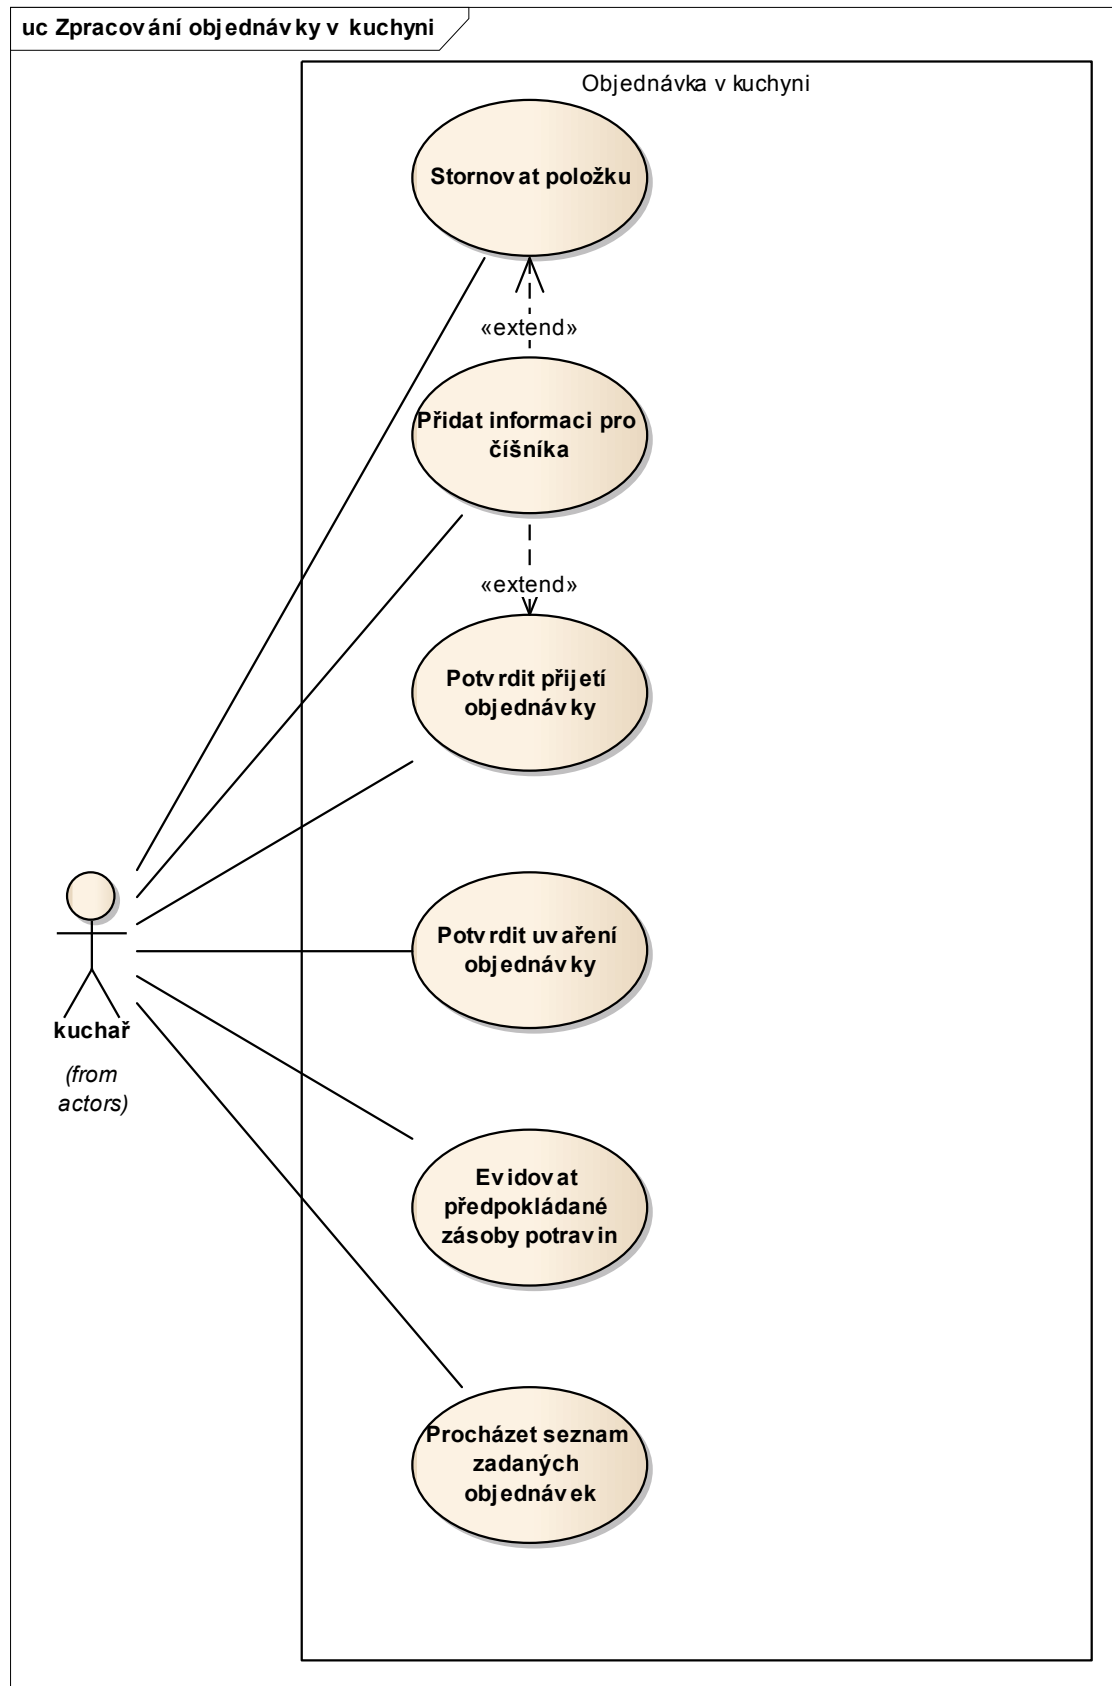 uc Zpracování objednávky v kuchyni
Objednávka v kuchyni
Stornovat položku
«extend»
Přidat informaci pro
číšníka
«extend»
Potvrdit přijetí
objednávky
Potvrdit uvaření
objednávky
kuchař
(from
actors)
Evidovat
předpokládané
zásoby potravin
Procházet seznam
zadaných
objednávek